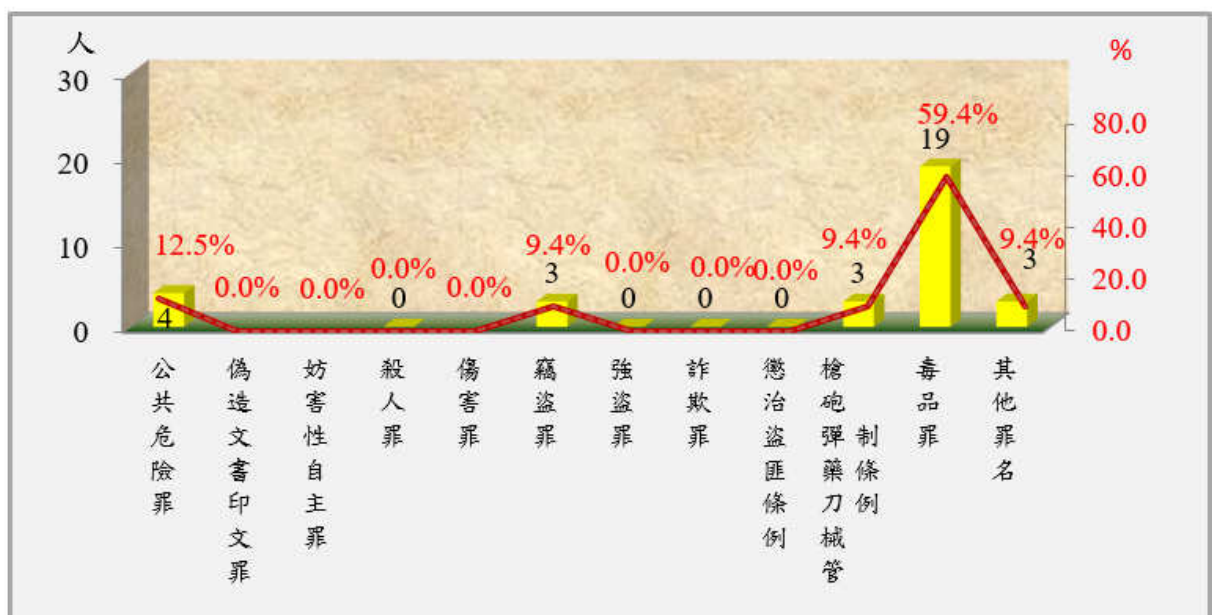 人
%
30
20
10
0
80.0
60.0
40.0
20.0
0.0
12.5%
4
0.0%
0.0%
0.0%
0
0.0%
9.4%
3
0.0%
0
0.0%
0
0.0%
0
9.4%
3
59.4%
19
9.4%
3
公共危險罪
偽造文書印文罪
妨害性自主罪
殺人罪
傷害罪
竊盜罪
強盜罪
詐欺罪
懲治盜匪條例
槍砲彈藥刀械管
制條例
毒品罪
其他罪名